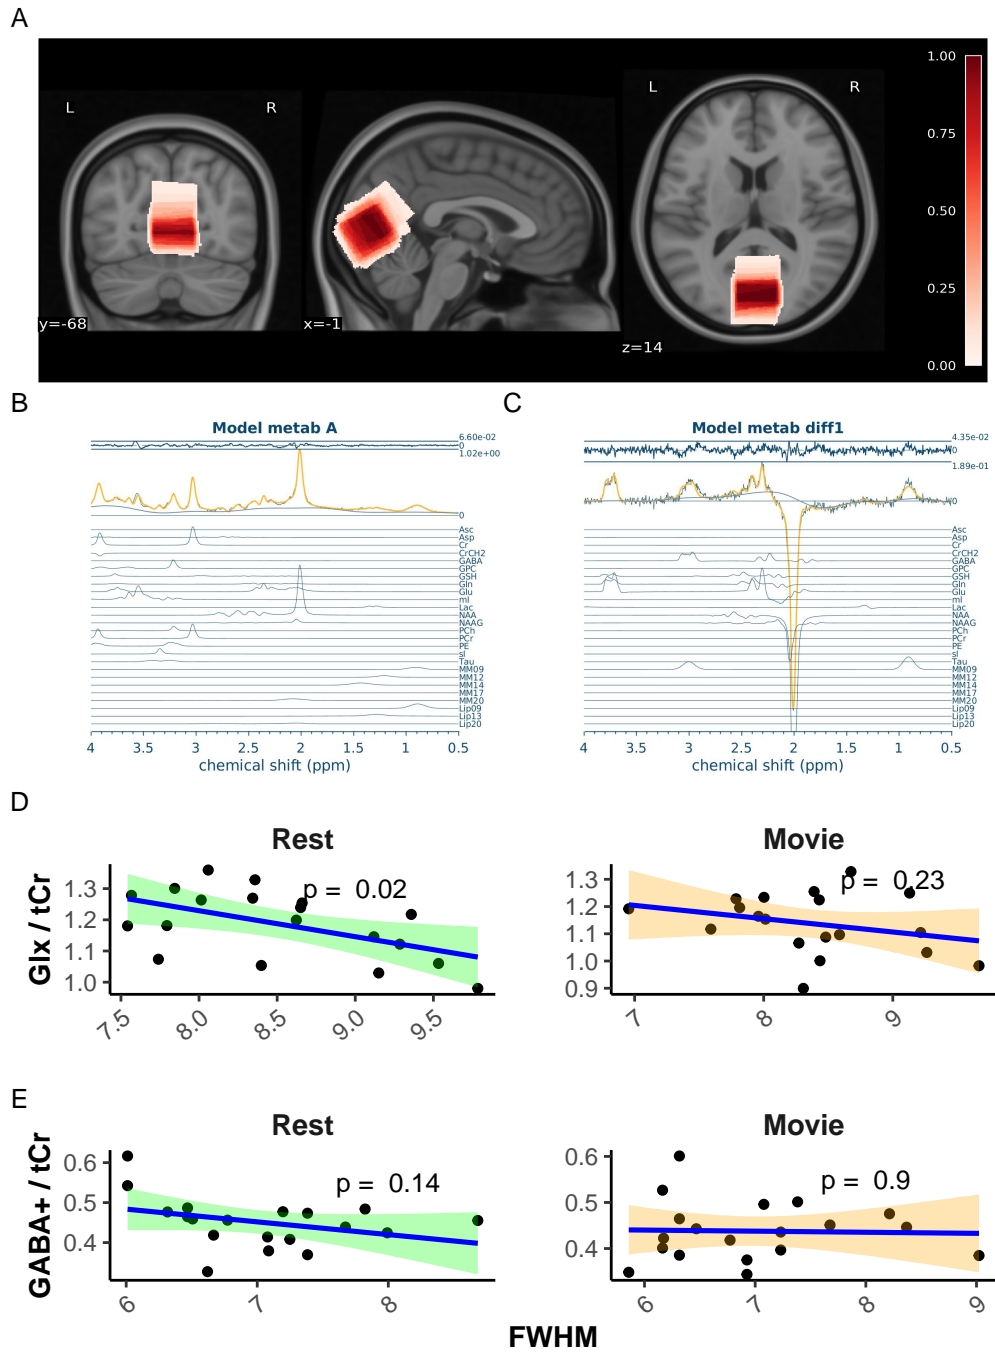 A
L R
L R
1.00
0.75
0.50
0.25
0.00
y=-68
x=-1
z=14
B
Model metab A
6.60e-02
0
1.02e+00
0
Asc
Asp
Cr
CrCH2
GABA
GPC
GSH
Gln
Glu
mI
Lac
NAA
NAAG
PCh
PCr
PE
sI
Tau
MM09
MM12
MM14
MM17
MM20
Lip09
Lip13
Lip20
4 3.5 3 2.5 2 1.5 1 0.5
chemical shift (ppm)
C
Model metab diff1
4.35e-02
0
1.89e-01
0
Asc
Asp
Cr
CrCH2
GABA
GPC
GSH
Gln
Glu
mI
Lac
NAA
NAAG
PCh
PCr
PE
sI
Tau
MM09
MM12
MM14
MM17
MM20
Lip09
Lip13
Lip20
4 3.5 3 2.5 2 1.5 1 0.5
chemical shift (ppm)
D
Rest
Glx / tCr
p = 0.02
1.3
1.2
1.1
1.0
7.5 8.0 8.5 9.0 9.5
Movie
p = 0.23
1.3
1.2
1.1
1.0
0.9
7 8 9
E
Rest
GABA+ / tCr
p = 0.14
0.6
0.5
0.4
6 7 8
Movie
p = 0.9
0.6
0.5
0.4
6 7 8 9
FWHM